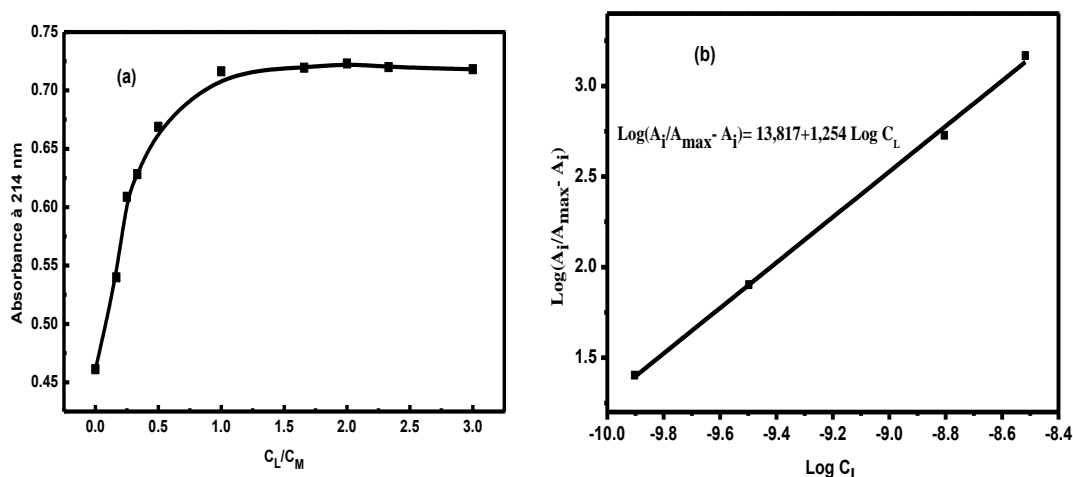 (a)
0.75
0.70
0.65
0.60
0.55
0.50
0.45
Absorbance à 214 nm
0.0 0.5 1.0 1.5 2.0 2.5 3.0
C_L/C_M
(b)
Log(A_i/A_max- A_i)= 13,817+1,254 Log C_L
3.0
2.5
2.0
1.5
Log(A_i/A_max- A_i)
-10.0 -9.8 -9.6 -9.4 -9.2 -9.0 -8.8 -8.6 -8.4
Log C_L